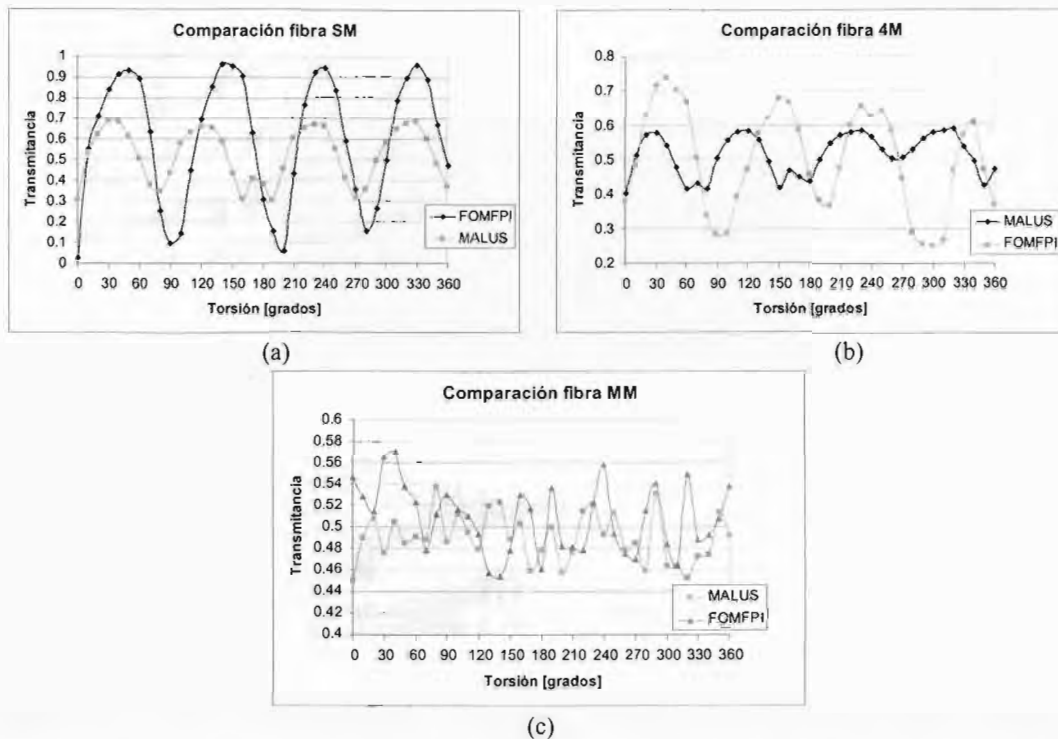 Comparación fibra SM
Transmitancia
1
0.9
0.8
0.7
0.6
0.5
0.4
0.3
0.2
0.1
0
0 30 60 90 120 150 180 210 240 270 300 330 360
Torsión [grados]
FOMFPI
MALUS
(a)
Comparación fibra 4M
Transmitancia
0.8
0.7
0.6
0.5
0.4
0.3
0.2
0 30 60 90 120 150 180 210 240 270 300 330 360
Torsión [grados]
MALUS
FOMFPI
(b)
Comparación fibra MM
Transmitancia
0.6
0.58
0.56
0.54
0.52
0.5
0.48
0.46
0.44
0.42
0.4
0 30 60 90 120 150 180 210 240 270 300 330 360
Torsión [grados]
MALUS
FOMFPI
(c)